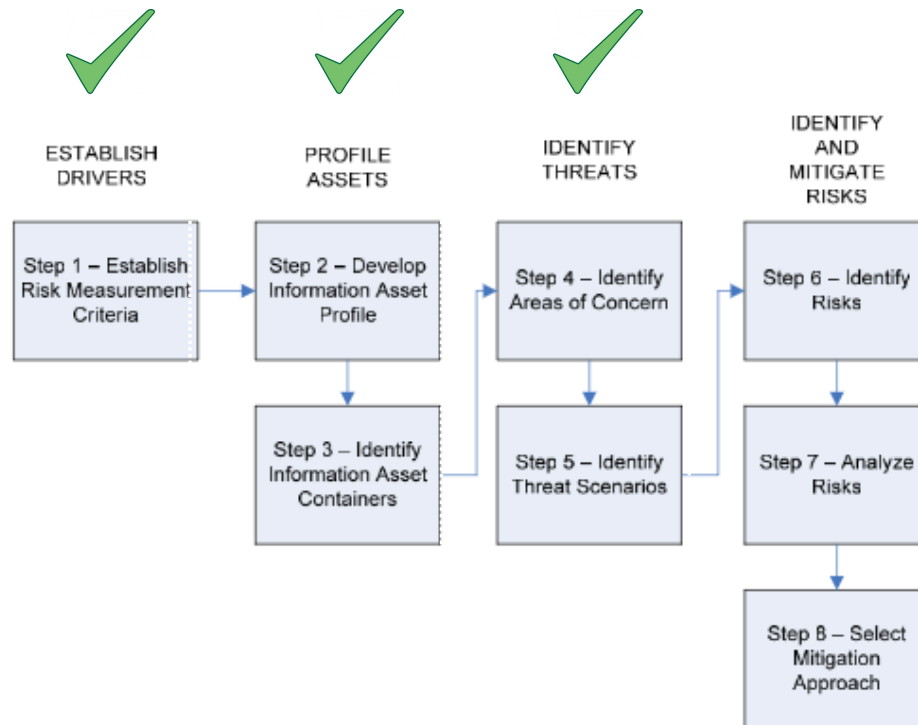 ESTABLISH
DRIVERS
PROFILE
ASSETS
IDENTIFY
THREATS
IDENTIFY
AND
MITIGATE
RISKS
Step 1 – Establish
Risk Measurement
Criteria
Step 2 – Develop
Information Asset
Profile
Step 3 – Identify
Information Asset
Containers
Step 4 – Identify
Areas of Concern
Step 5 – Identify
Threat Scenarios
Step 6 – Identify
Risks
Step 7 – Analyze
Risks
Step 8 – Select
Mitigation
Approach